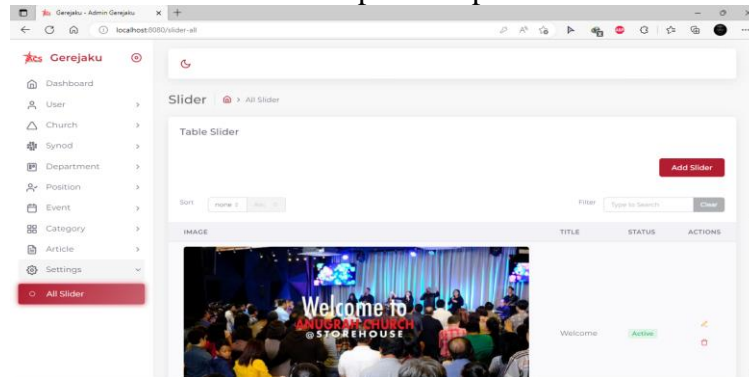 Gerejaku - Admin Gerejaku
localhost:8080/slider-all
acs Gerejaku
Dashboard
User
Church
Synod
Department
Position
Event
Category
Article
Settings
All Slider
Slider
All Slider
Table Slider
Add Slider
Sort
none
Filter
Type to Search
Clear
IMAGE
TITLE
STATUS
ACTIONS
Welcome to
ANUGRAH CHURCH
@STOREHOUSE
Welcome
Active